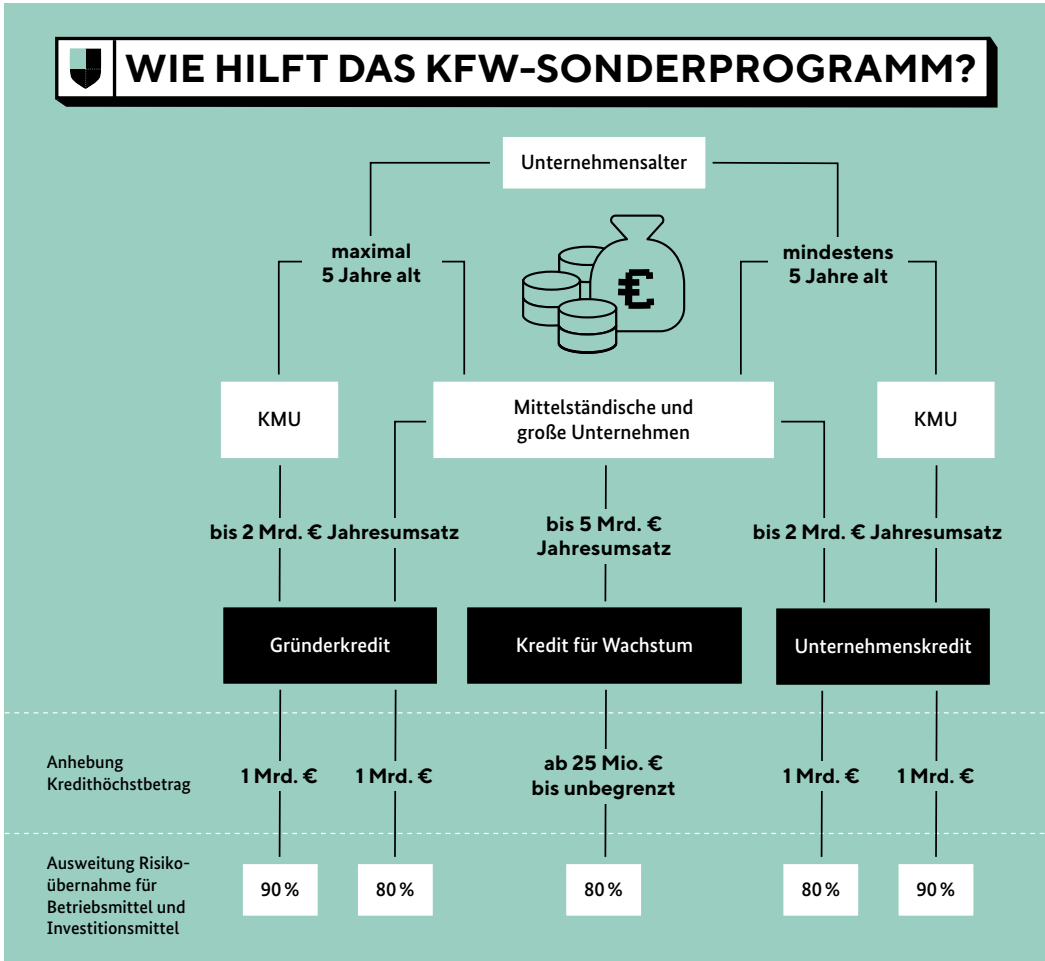 WIE HILFT DAS KFW-SONDERPROGRAMM?
Unternehmensalter
maximal
5 Jahre alt
mindestens
5 Jahre alt
€
KMU
Mittelständische und
große Unternehmen
KMU
bis 2 Mrd. € Jahresumsatz
bis 5 Mrd. €
Jahresumsatz
bis 2 Mrd. € Jahresumsatz
Gründerkredit
Kredit für Wachstum
Unternehmenskredit
Anhebung
Kredithöchstbetrag
1 Mrd. €
1 Mrd. €
ab 25 Mio. €
bis unbegrenzt
1 Mrd. €
1 Mrd. €
Ausweitung Risiko-
übernahme für
Betriebsmittel und
Investitionsmittel
90 %
80 %
80 %
80 %
90 %